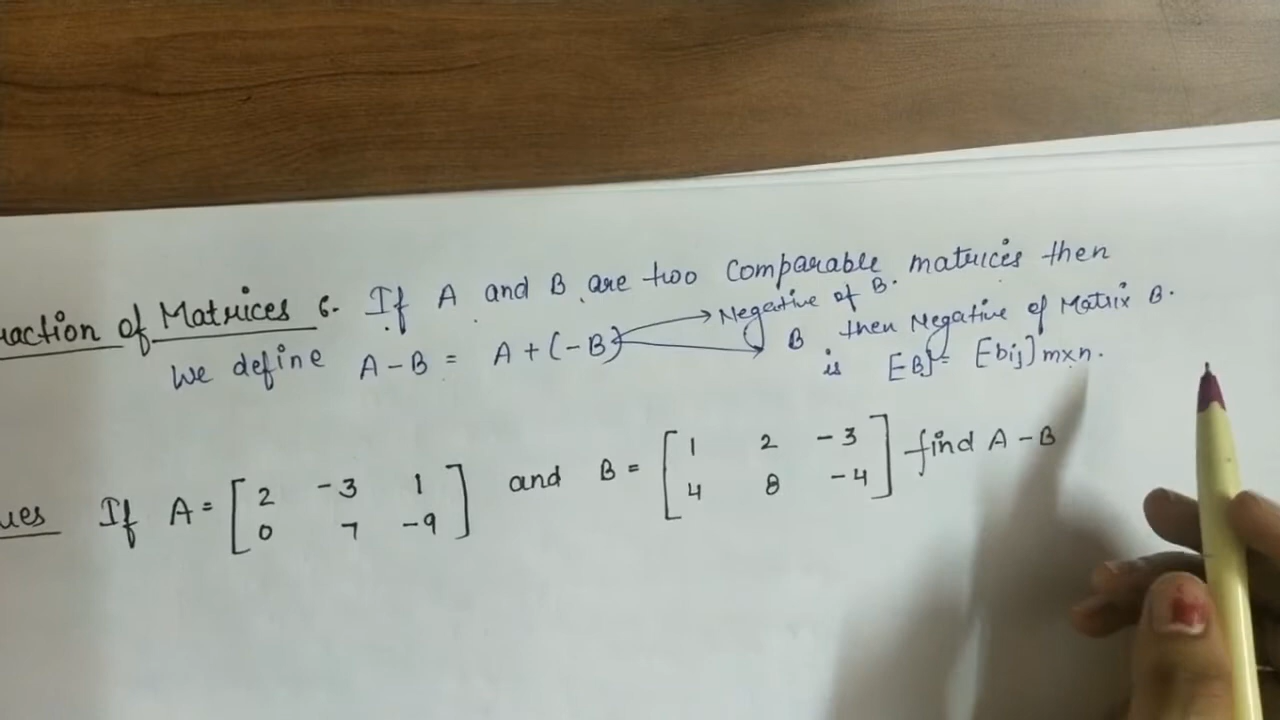 raction of Matrices 6. If A and B are two Comparable matrices then
We define A - B = A + (-B) → Negative of B.
B then Negative of Matrix B.
is [-B] = [bij] m×n.
ues If A = [ 2 -3 1 ] and B = [ 1 2 -3 ] find A - B
[ 0 7 -9 ] [ 4 8 -4 ]